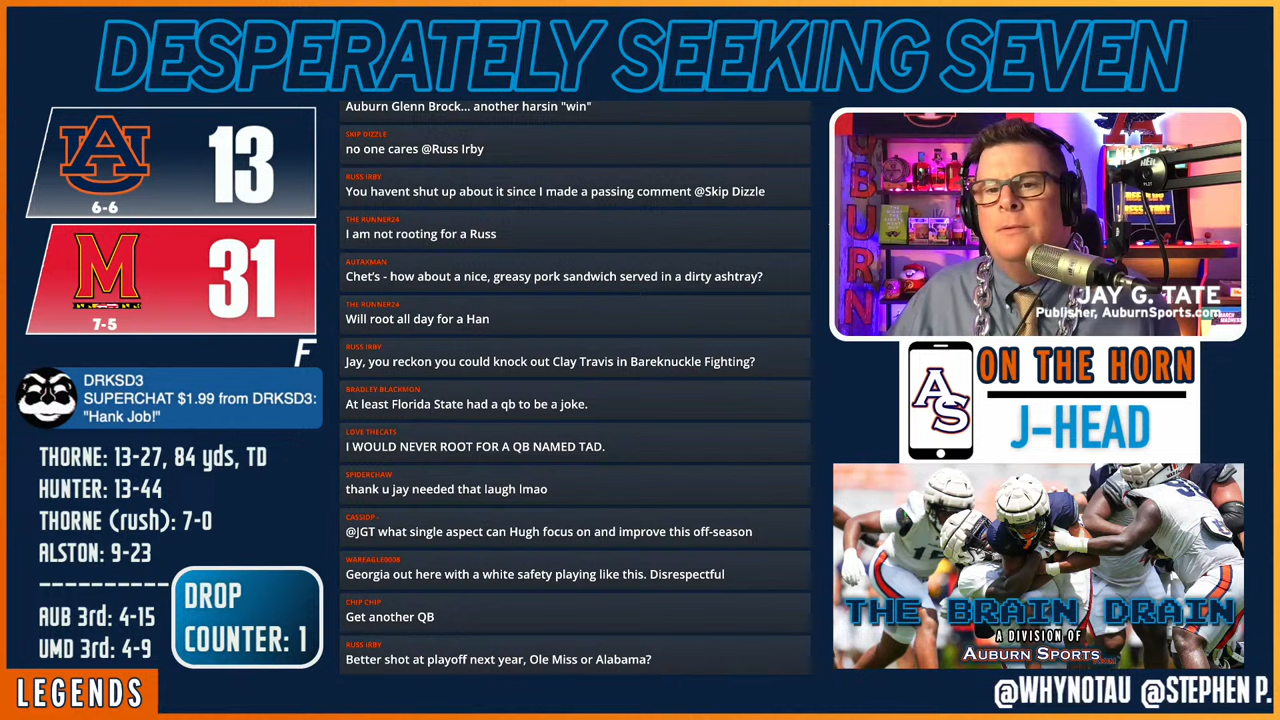 DESPERATELY SEEKING SEVEN
AU
13
6-6
M
31
7-5
F
DRKSD3
SUPERCHAT $1.99 from DRKSD3:
"Hank Job!"
THORNE: 13-27, 84 yds, TD
HUNTER: 13-44
THORNE (rush): 7-0
ALSTON: 9-23
AUB 3rd: 4-15
UMD 3rd: 4-9
DROP
COUNTER: 1
LEGENDS
Auburn Glenn Brock... another harsin "win"
SKIP DIZZLE
no one cares @Russ Irby
RUSS IRBY
You havent shut up about it since I made a passing comment @Skip Dizzle
THE RUNNER24
I am not rooting for a Russ
AUTAXMAN
Chet's - how about a nice, greasy pork sandwich served in a dirty ashtray?
THE RUNNER24
Will root all day for a Han
RUSS IRBY
Jay, you reckon you could knock out Clay Travis in Bareknuckle Fighting?
BRADLEY BLACKMON
At least Florida State had a qb to be a joke.
LOVE THECATS
I WOULD NEVER ROOT FOR A QB NAMED TAD.
SPIDERCHAW
thank u jay needed that laugh lmao
CASSIOP-
@JGT what single aspect can Hugh focus on and improve this off-season
WAREAGLE0008
Georgia out here with a white safety playing like this. Disrespectful
CHIP CHIP
Get another QB
RUSS IRBY
Better shot at playoff next year, Ole Miss or Alabama?
BURN
JAY G. TATE
Publisher, AuburnSports.com
AS
ON THE HORN
J-HEAD
THE BRAIN DRAIN
A DIVISION OF
AUBURN SPORTS
.com
@WHYNOTAU @STEPHEN P.